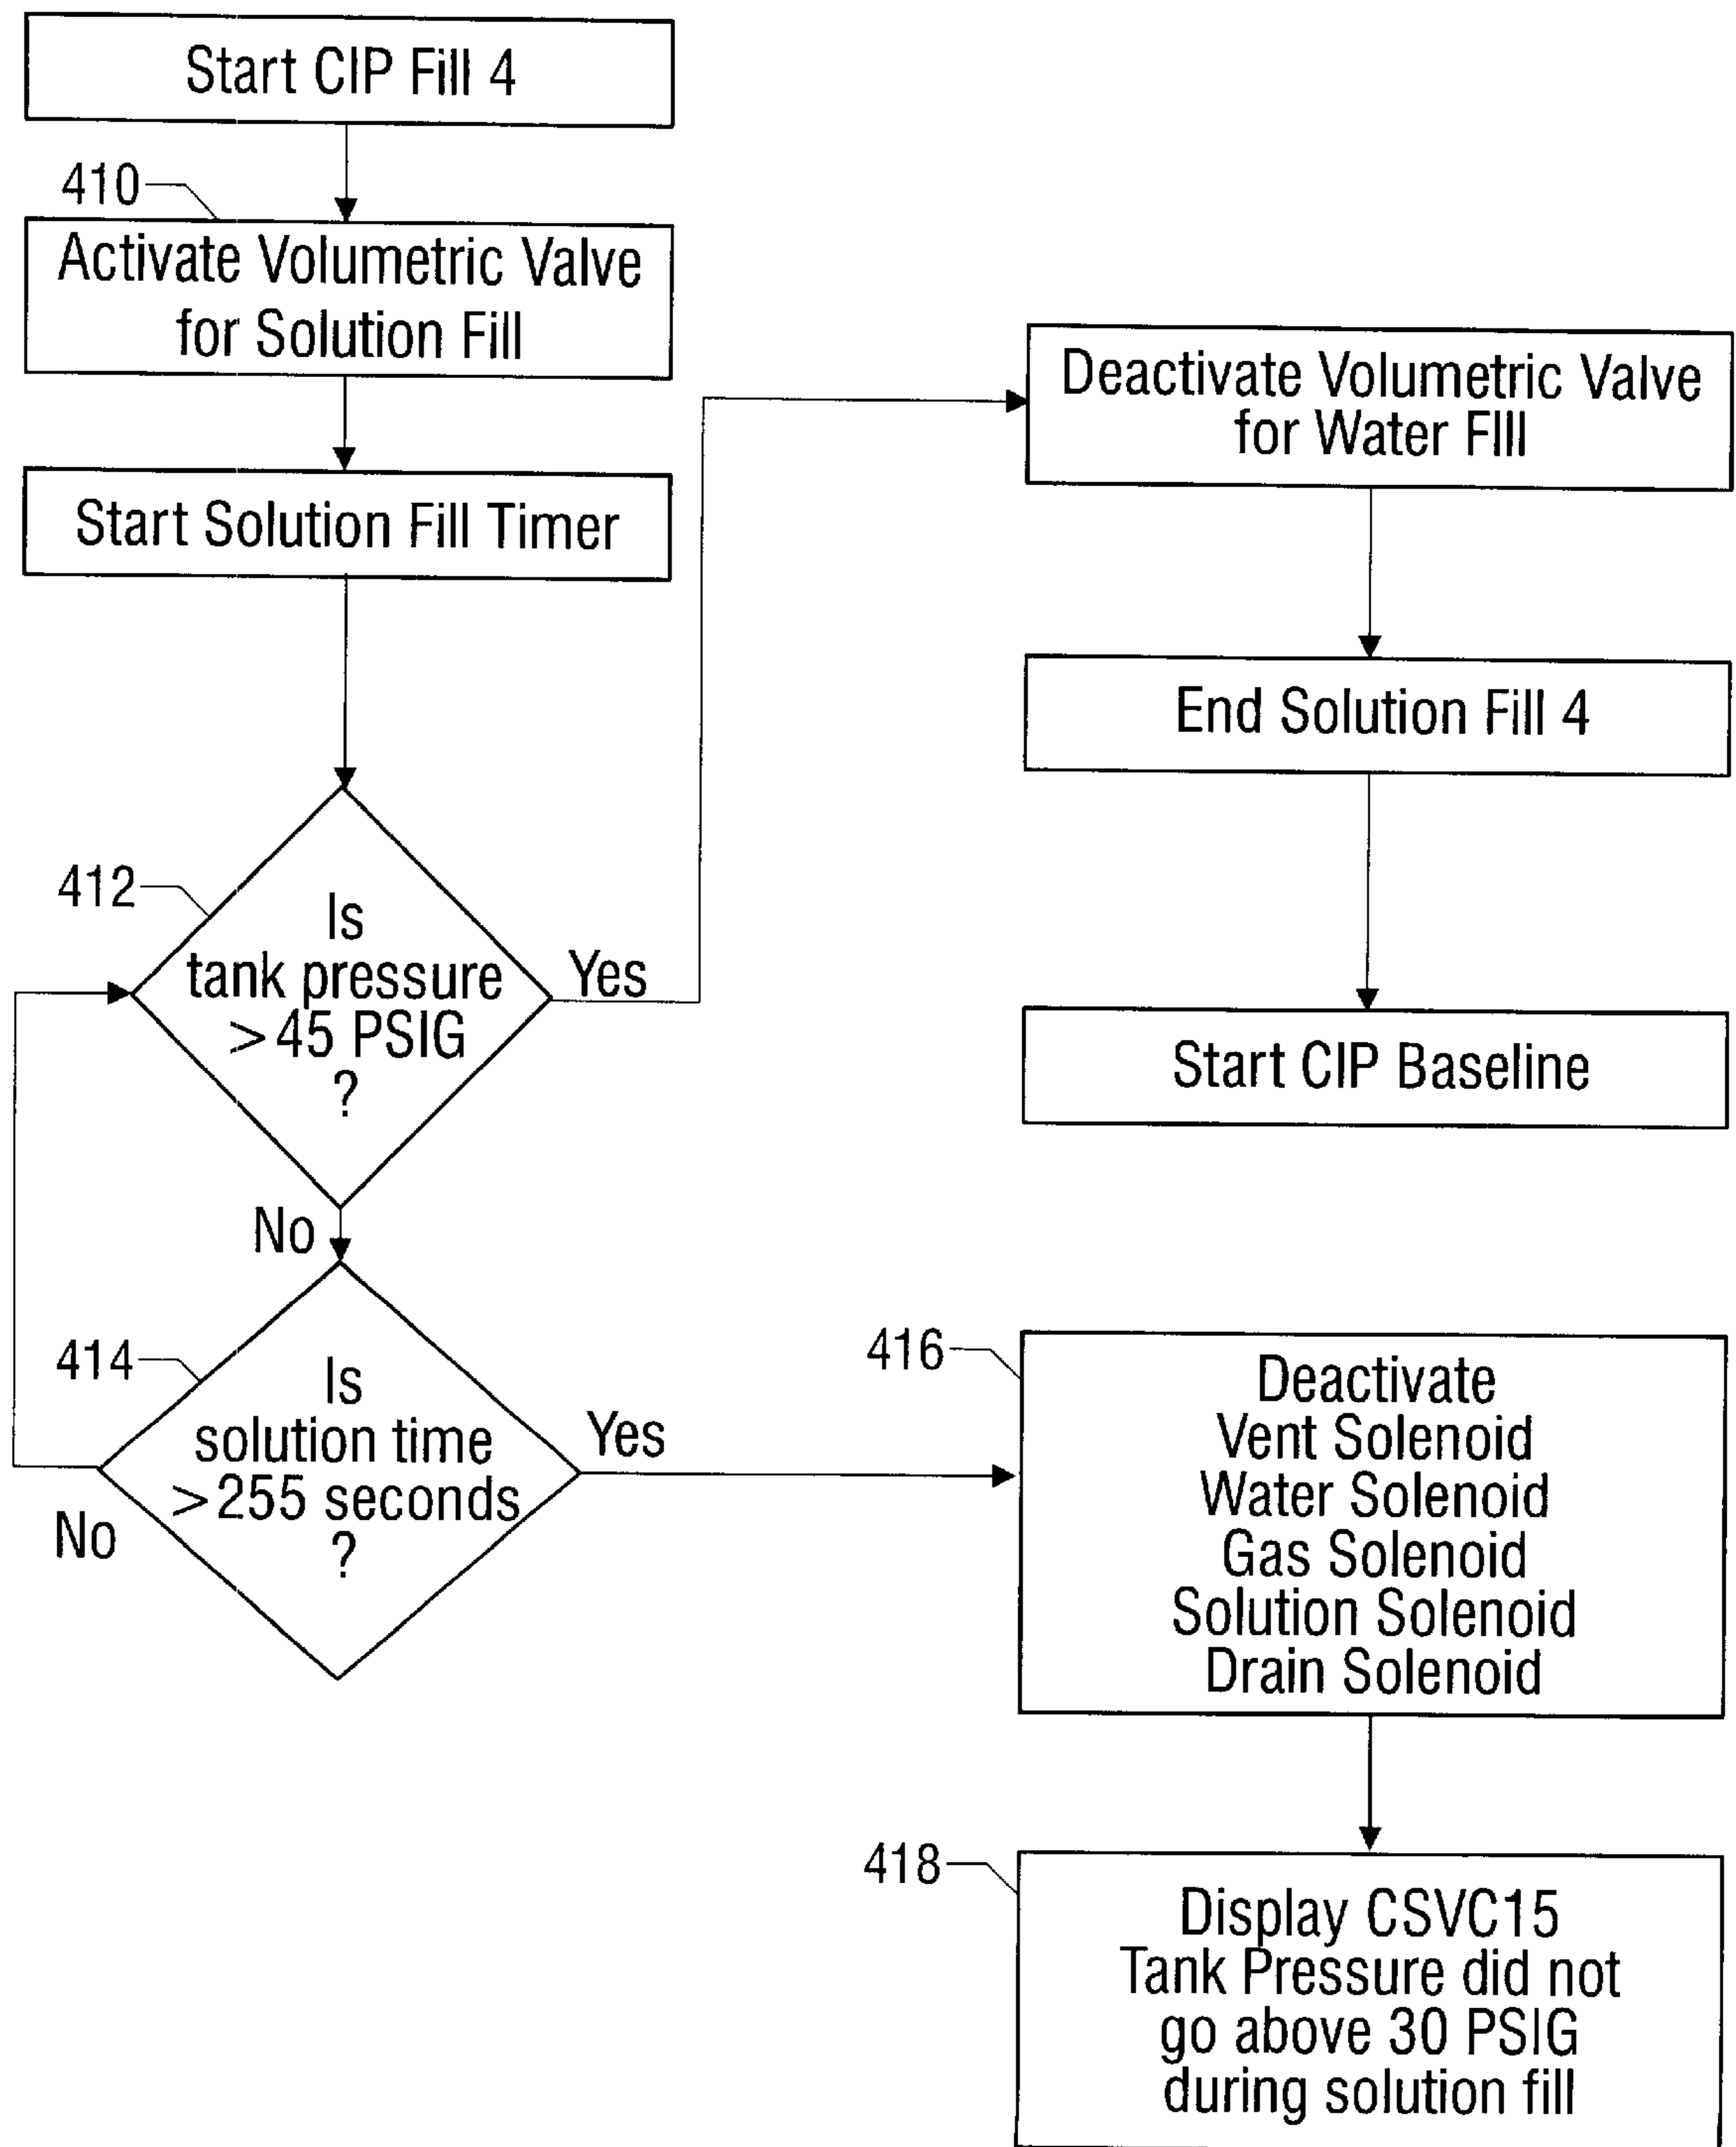 Start CIP Fill 4
410
Activate Volumetric Valve
for Solution Fill
Start Solution Fill Timer
412
Is
tank pressure
>45 PSIG
?
Yes
No
414
Is
solution time
>255 seconds
?
Yes
No
Deactivate Volumetric Valve
for Water FIll
End Solution Fill 4
Start CIP Baseline
416
Deactivate
Vent Solenoid
Water Solenoid
Gas Solenoid
Solution Solenoid
Drain Solenoid
418
Display CSVC15
Tank Pressure did not
go above 30 PSIG
during solution fill